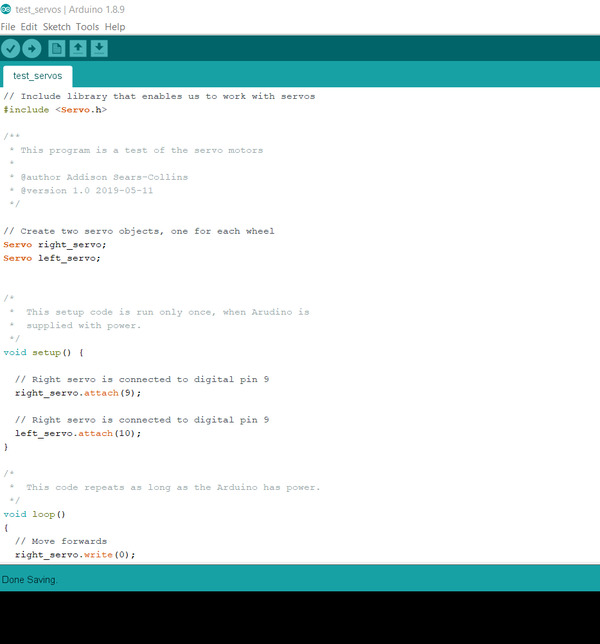 test_servos | Arduino 1.8.9
File Edit Sketch Tools Help
test_servos
// Include library that enables us to work with servos
#include <Servo.h>
/**
 * This program is a test of the servo motors
 *
 * @author Addison Sears-Collins
 * @version 1.0 2019-05-11
 */
// Create two servo objects, one for each wheel
Servo right_servo;
Servo left_servo;
/*
 *  This setup code is run only once, when Arudino is
 *  supplied with power.
 */
void setup() {
  // Right servo is connected to digital pin 9
  right_servo.attach(9);
  // Right servo is connected to digital pin 9
  left_servo.attach(10);
}
/*
 *  This code repeats as long as the Arduino has power.
 */
void loop()
{
  // Move forwards
  right_servo.write(0);
Done Saving.